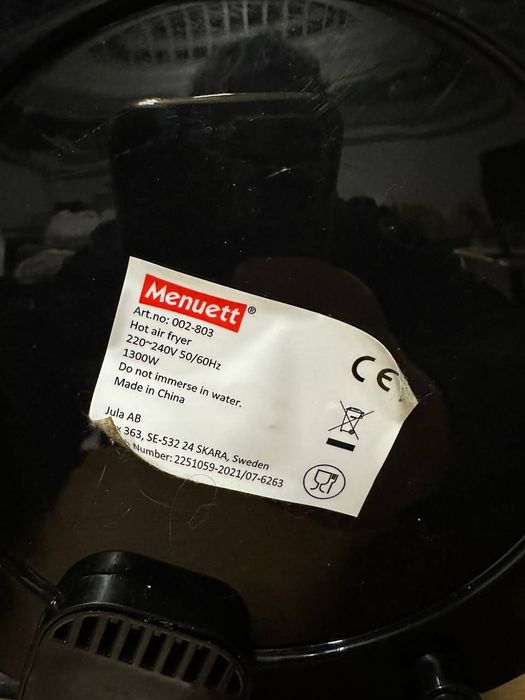 Menuett®
Art.no: 002-803
Hot air fryer
220~240V 50/60Hz
1300W
Do not immerse in water.
Made in China
Jula AB
363, SE-532 24 SKARA, Sweden
Number: 2251059-2021/07-6263
CE